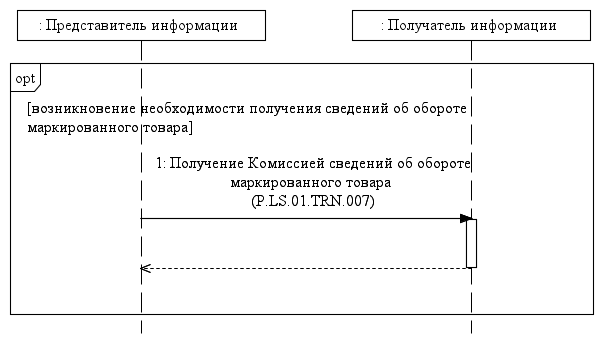 : Представитель информации
: Получатель информации
opt
[возникновение необходимости получения сведений об обороте
маркированного товара]
1: Получение Комиссией сведений об обороте
маркированного товара
(P.LS.01.TRN.007)